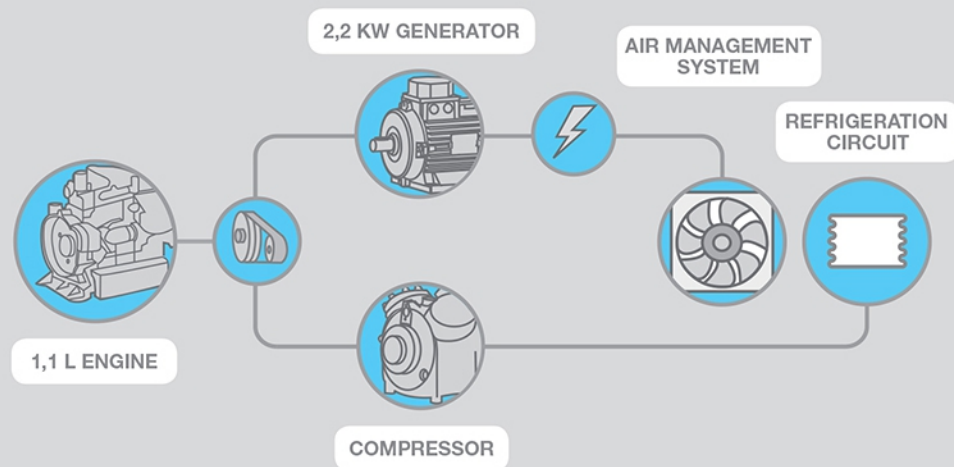 2,2 KW GENERATOR
AIR MANAGEMENT
SYSTEM
REFRIGERATION
CIRCUIT
1,1 L ENGINE
COMPRESSOR